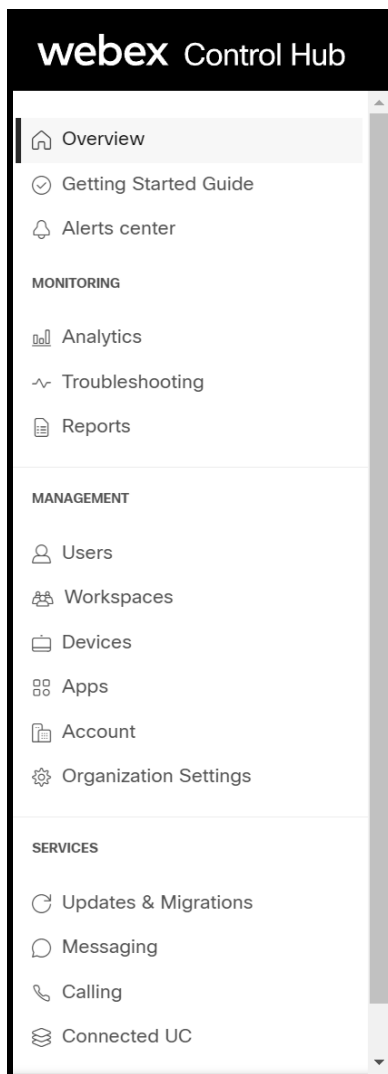 webex Control Hub
Overview
Getting Started Guide
Alerts center
MONITORING
Analytics
Troubleshooting
Reports
MANAGEMENT
Users
Workspaces
Devices
Apps
Account
Organization Settings
SERVICES
Updates & Migrations
Messaging
Calling
Connected UC